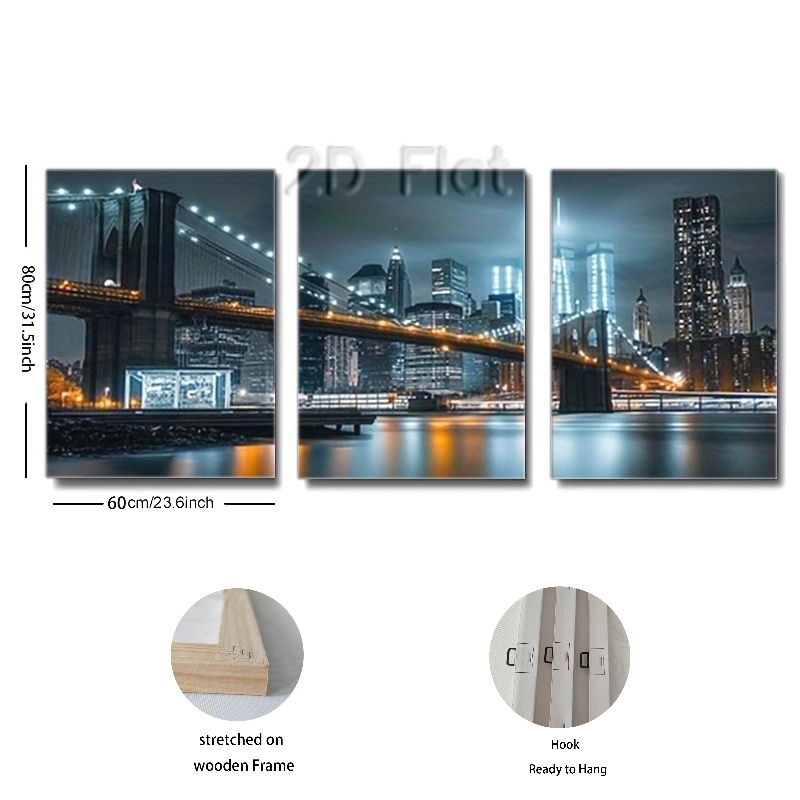 2D Flat
80cm/31.5inch
60cm/23.6inch
stretched on
wooden Frame
Hook
Ready to Hang